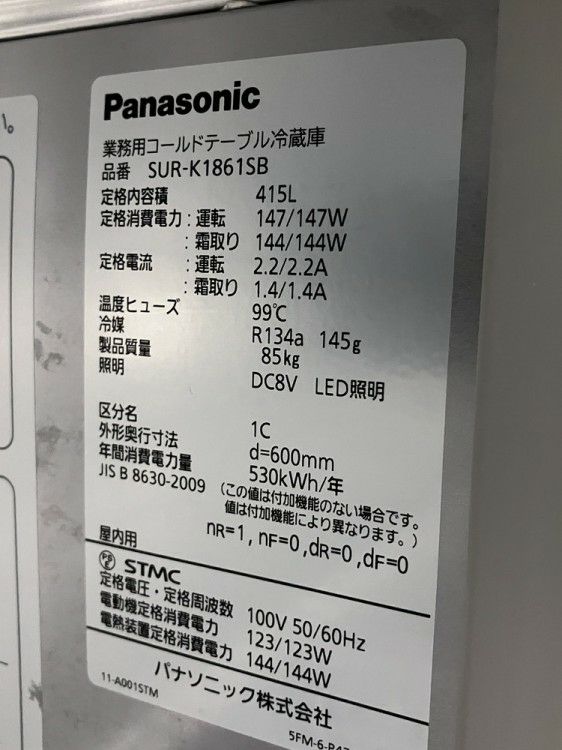 Panasonic
業務用コールドテーブル冷蔵庫
品番 SUR-K1861SB
定格内容積 415L
定格消費電力:運転 147/147W
:霜取り 144/144W
定格電流 :運転 2.2/2.2A
:霜取り 1.4/1.4A
温度ヒューズ 99℃
冷媒 R134a 145g
製品質量 85kg
照明 DC8V LED照明
区分名 1C
外形奥行寸法 d=600mm
年間消費電力量 530kWh/年
JIS B 8630-2009 (この値は付加機能のない場合です。
値は付加機能により異なります。)
屋内用 nR=1, nF=0, dR=0, dF=0
PSE STMC
定格電圧・定格周波数 100V 50/60Hz
電動機定格消費電力 123/123W
電熱装置定格消費電力 144/144W
パナソニック株式会社
11-A001STM
5FM-6-P4